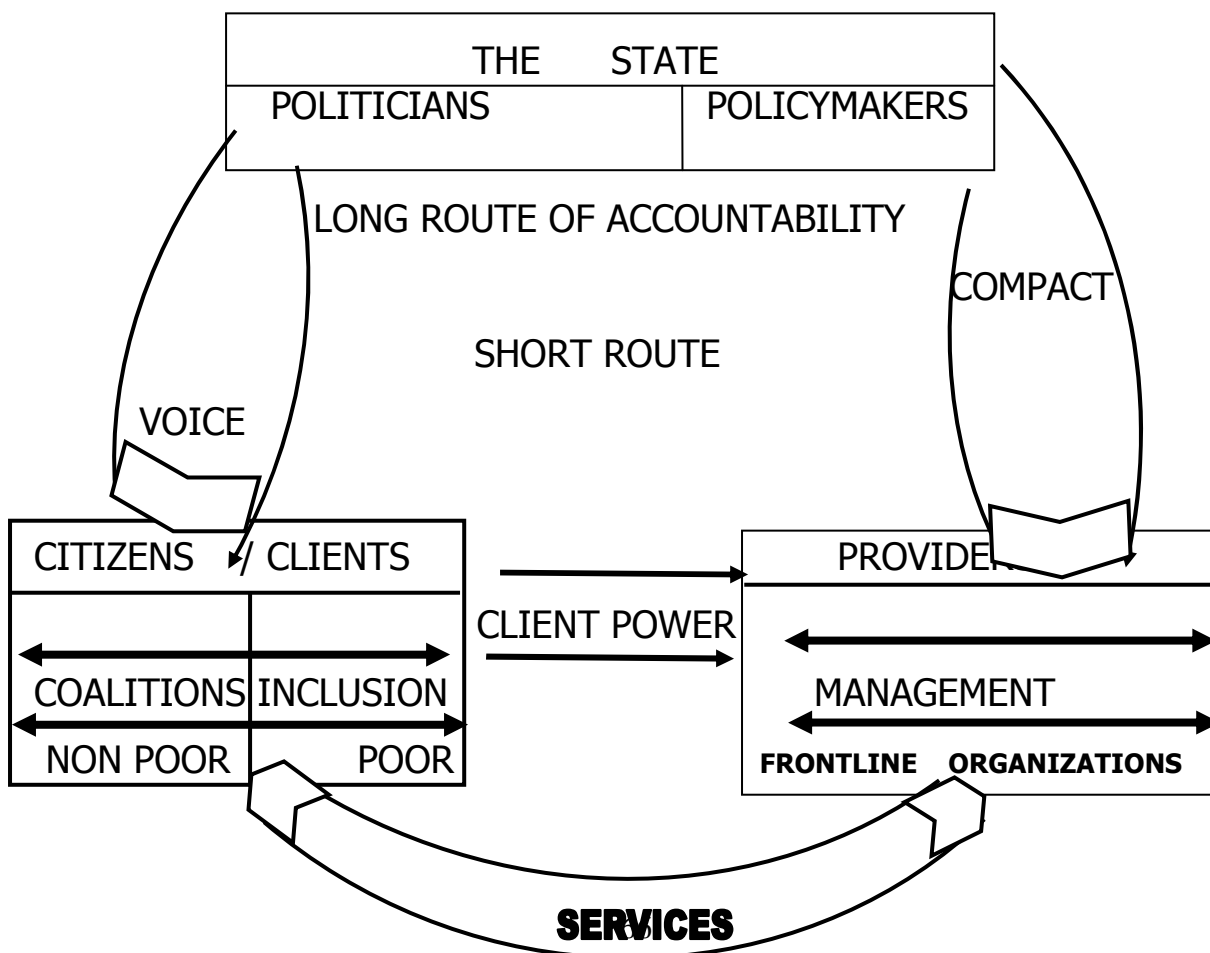 THE STATE
POLITICIANS POLICYMAKERS
LONG ROUTE OF ACCOUNTABILITY
COMPACT
SHORT ROUTE
VOICE
CITIZENS / CLIENTS
CLIENT POWER
COALITIONS INCLUSION
MANAGEMENT
NON POOR POOR
FRONTLINE ORGANIZATIONS
SERVICES